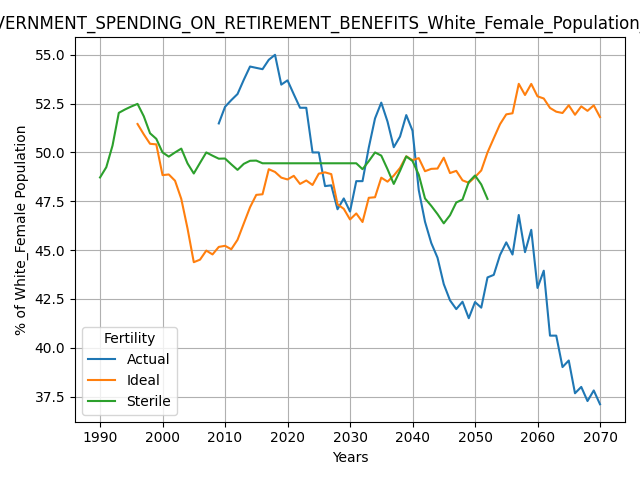 VERNMENT_SPENDING_ON_RETIREMENT_BENEFITS_White_Female_Population_
% of White_Female Population
55.0
52.5
50.0
47.5
45.0
42.5
40.0
37.5
Fertility
Actual
Ideal
Sterile
1990 2000 2010 2020 2030 2040 2050 2060 2070
Years